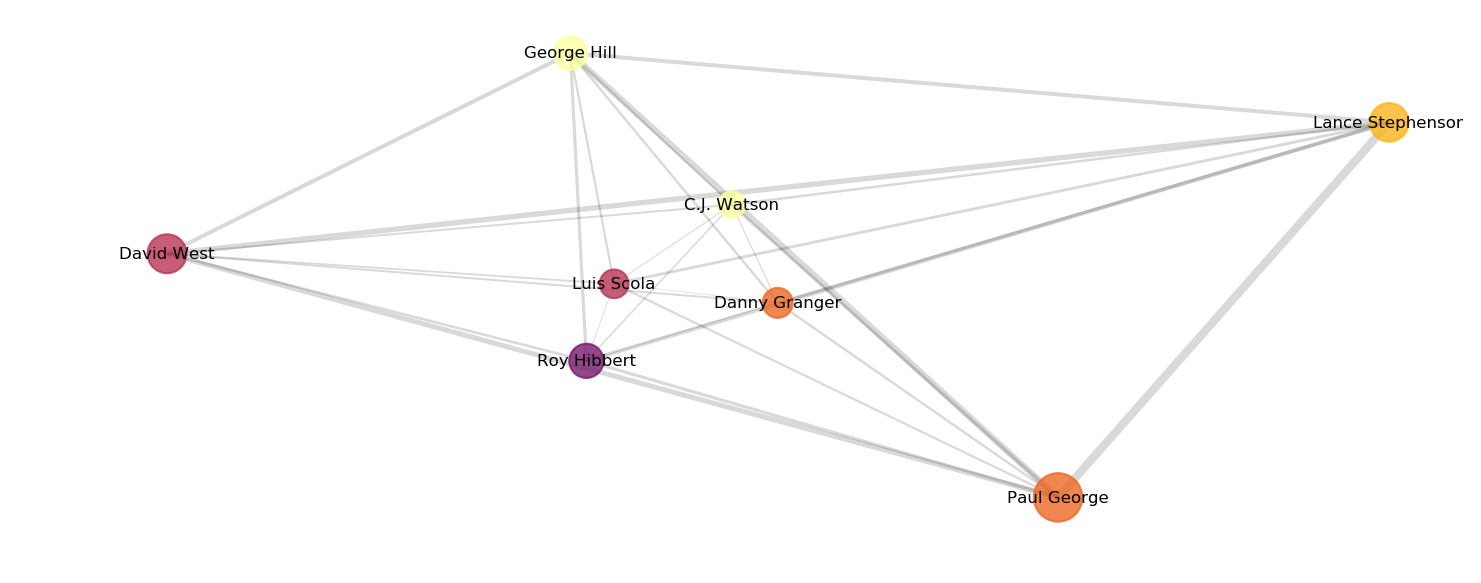 George Hill
Lance Stephenson
C.J. Watson
David West
Luis Scola
Danny Granger
Roy Hibbert
Paul George